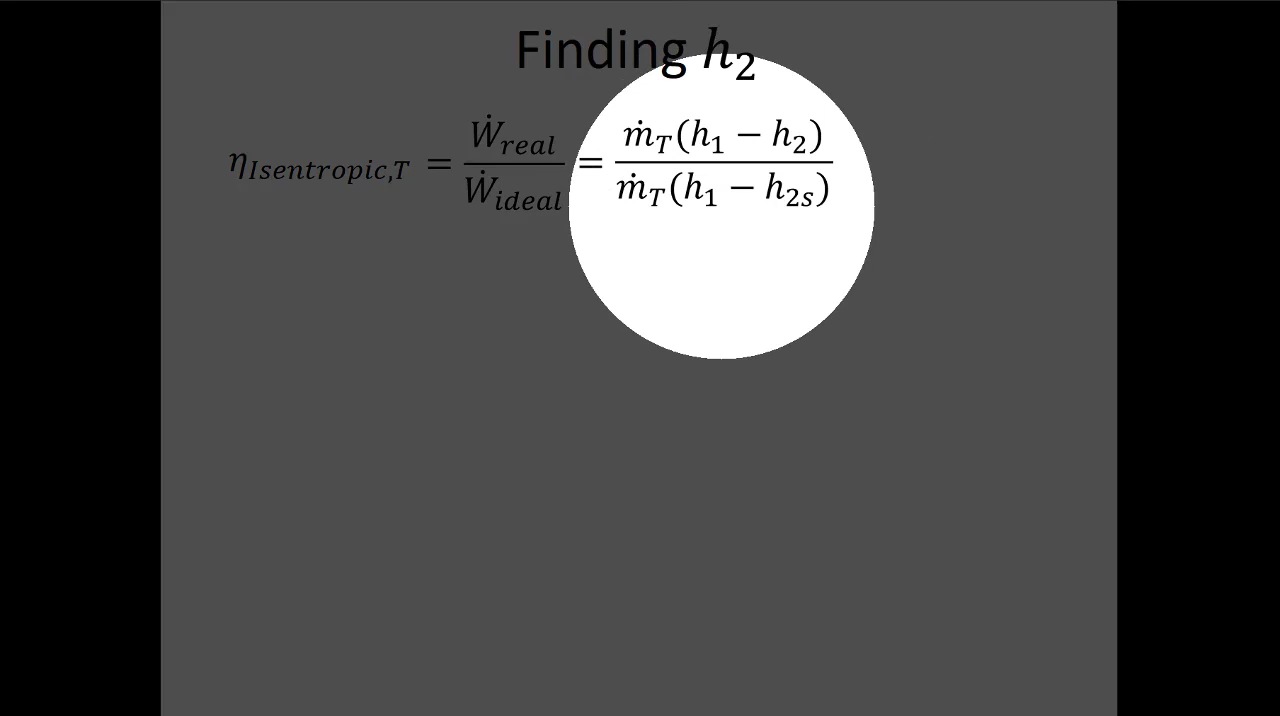 Finding h₂
η_Isentropic,T = Ẇ_real / Ẇ_ideal = ṁ_T(h₁ − h₂) / ṁ_T(h₁ − h₂ₛ)